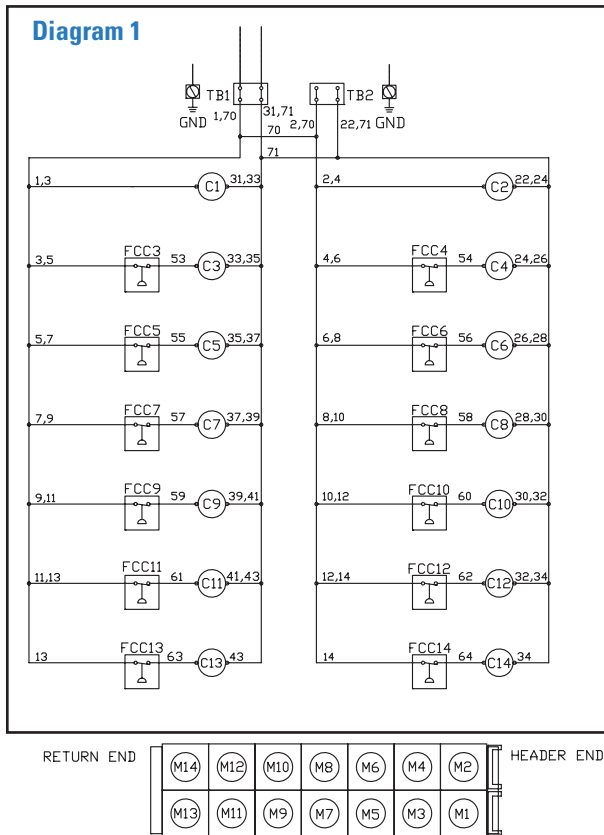 Diagram 1
TB1 TB2
GND 1,70 31,71 2,70 22,71 GND
70
71
1,3 C1 31,33 2,4 C2 22,24
FCC3 FCC4
3,5 53 C3 33,35 4,6 54 C4 24,26
FCC5 FCC6
5,7 55 C5 35,37 6,8 56 C6 26,28
FCC7 FCC8
7,9 57 C7 37,39 8,10 58 C8 28,30
FCC9 FCC10
9,11 59 C9 39,41 10,12 60 C10 30,32
FCC11 FCC12
11,13 61 C11 41,43 12,14 62 C12 32,34
FCC13 FCC14
13 63 C13 43 14 64 C14 34
RETURN END M14 M12 M10 M8 M6 M4 M2 HEADER END
M13 M11 M9 M7 M5 M3 M1